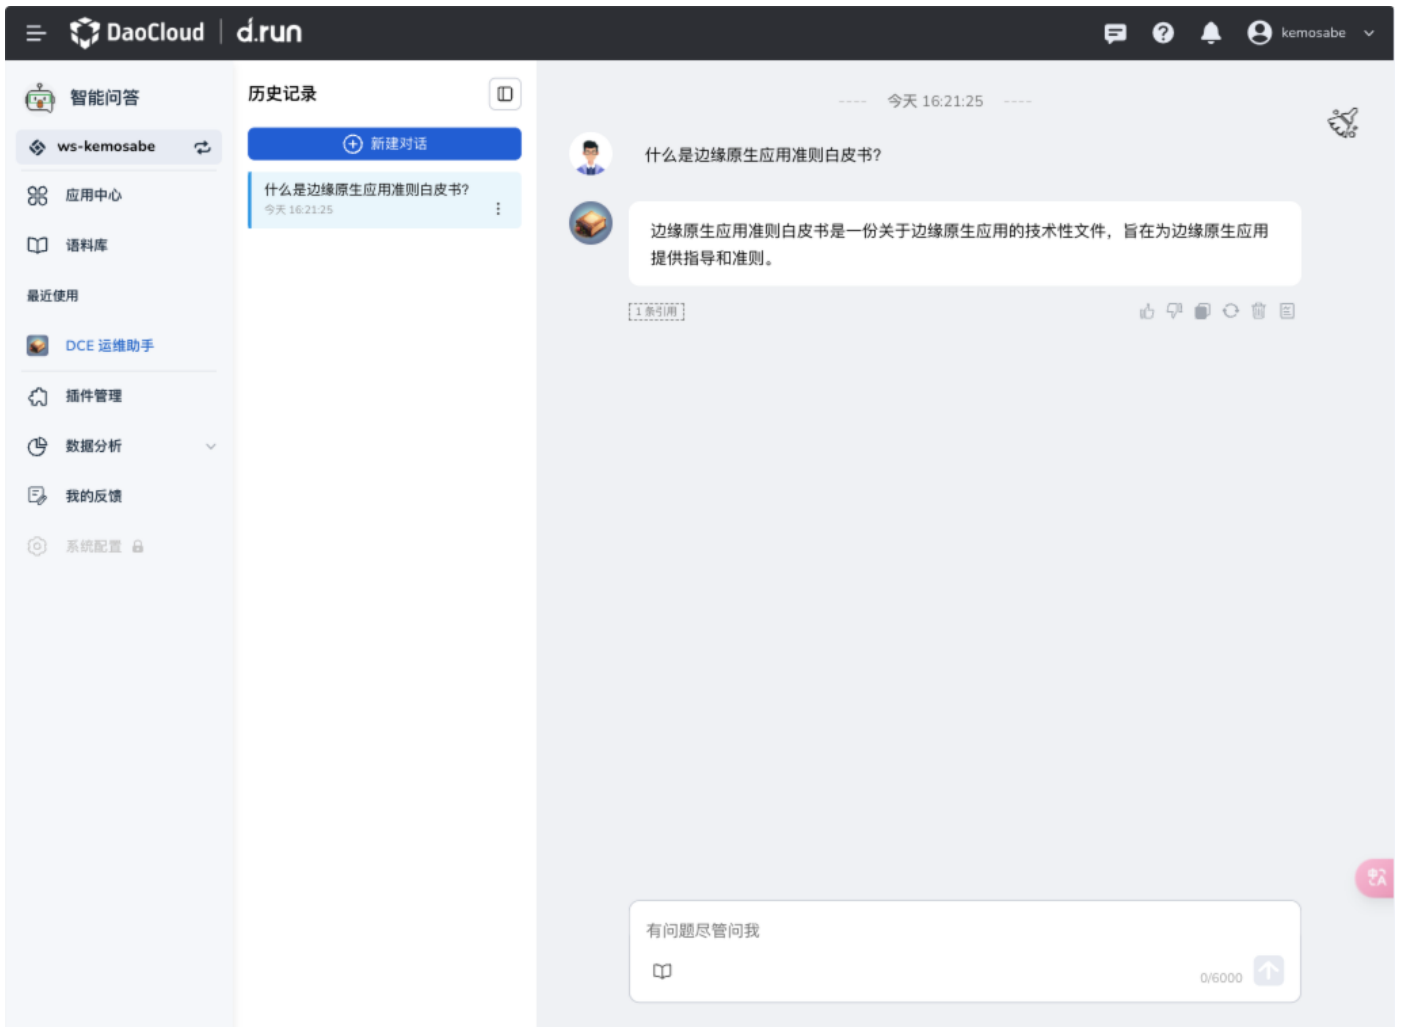 DaoCloud | d.run
kemosabe
智能问答
ws-kemosabe
应用中心
语料库
最近使用
DCE 运维助手
插件管理
数据分析
我的反馈
系统配置
历史记录
新建对话
什么是边缘原生应用准则白皮书?
今天 16:21:25
---- 今天 16:21:25 ----
什么是边缘原生应用准则白皮书?
边缘原生应用准则白皮书是一份关于边缘原生应用的技术性文件，旨在为边缘原生应用
提供指导和准则。
1 条引用
有问题尽管问我
0/6000